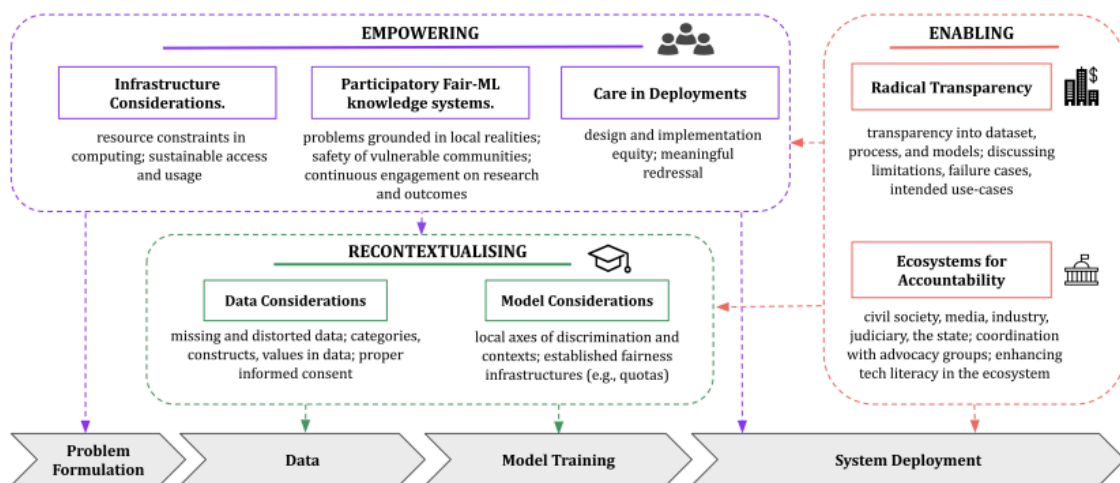 EMPOWERING
Infrastructure
Considerations.
resource constraints in
computing; sustainable access
and usage
Participatory Fair-ML
knowledge systems.
problems grounded in local realities;
safety of vulnerable communities;
continuous engagement on research
and outcomes
Care in Deployments
design and implementation
equity; meaningful
redressal
ENABLING
Radical Transparency
$
transparency into dataset,
process, and models; discussing
limitations, failure cases,
intended use-cases
Ecosystems for
Accountability
civil society, media, industry,
judiciary, the state; coordination
with advocacy groups; enhancing
tech literacy in the ecosystem
RECONTEXTUALISING
Data Considerations
missing and distorted data; categories,
constructs, values in data; proper
informed consent
Model Considerations
local axes of discrimination and
contexts; established fairness
infrastructures (e.g., quotas)
Problem
Formulation
Data
Model Training
System Deployment